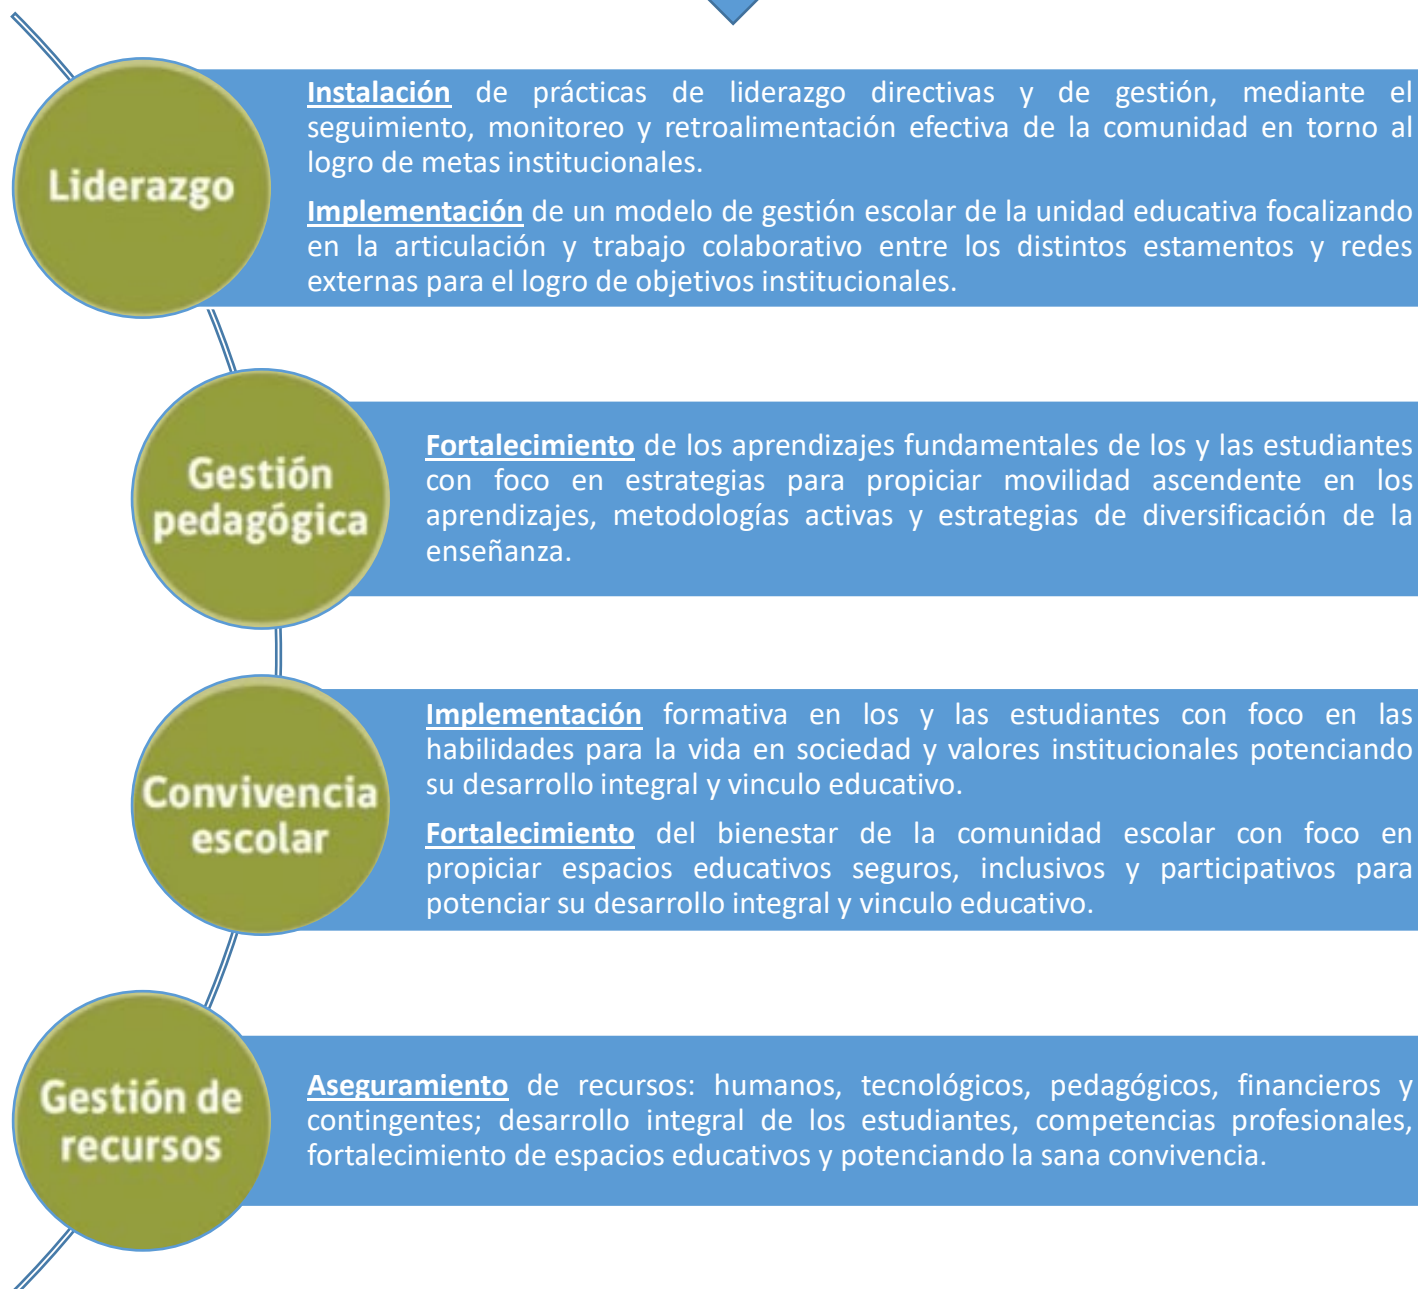 Liderazgo
Instalación de prácticas de liderazgo directivas y de gestión, mediante el
seguimiento, monitoreo y retroalimentación efectiva de la comunidad en torno al
logro de metas institucionales.
Implementación de un modelo de gestión escolar de la unidad educativa focalizando
en la articulación y trabajo colaborativo entre los distintos estamentos y redes
externas para el logro de objetivos institucionales.
Gestión
pedagógica
Fortalecimiento de los aprendizajes fundamentales de los y las estudiantes
con foco en estrategias para propiciar movilidad ascendente en los
aprendizajes, metodologías activas y estrategias de diversificación de la
enseñanza.
Convivencia
escolar
Implementación formativa en los y las estudiantes con foco en las
habilidades para la vida en sociedad y valores institucionales potenciando
su desarrollo integral y vinculo educativo.
Fortalecimiento del bienestar de la comunidad escolar con foco en
propiciar espacios educativos seguros, inclusivos y participativos para
potenciar su desarrollo integral y vinculo educativo.
Gestión de
recursos
Aseguramiento de recursos: humanos, tecnológicos, pedagógicos, financieros y
contingentes; desarrollo integral de los estudiantes, competencias profesionales,
fortalecimiento de espacios educativos y potenciando la sana convivencia.